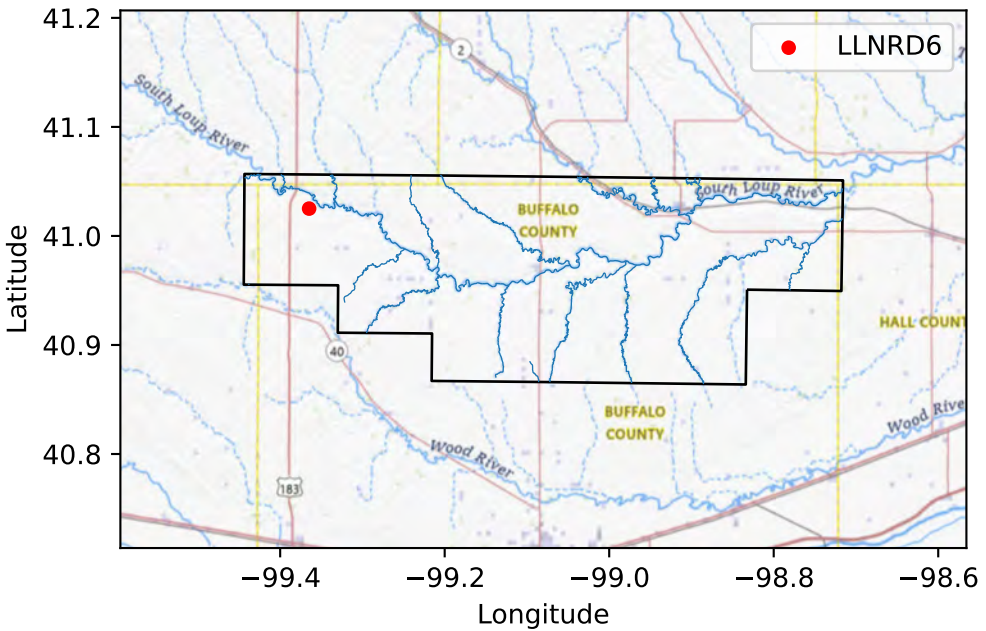 41.2
41.1
41.0
40.9
40.8
Latitude
−99.4
−99.2
−99.0
−98.8
−98.6
Longitude
LLNRD6
2
South Loup River
South Loup River
BUFFALO
COUNTY
HALL COUNT
40
BUFFALO
COUNTY
Wood River
Wood Rive
183